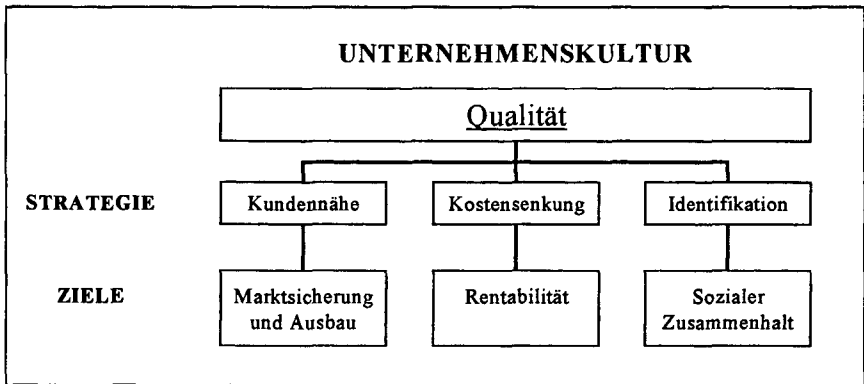 UNTERNEHMENSKULTUR
Qualität
STRATEGIE Kundennähe Kostensenkung Identifikation
ZIELE Marktsicherung Rentabilität Sozialer
und Ausbau Zusammenhalt